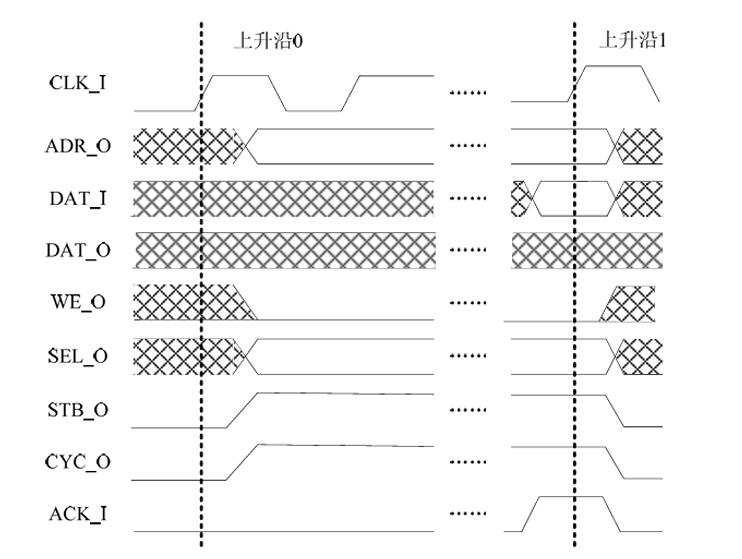 上升沿0 上升沿1
CLK_I
ADR_O
DAT_I
DAT_O
WE_O
SEL_O
STB_O
CYC_O
ACK_I